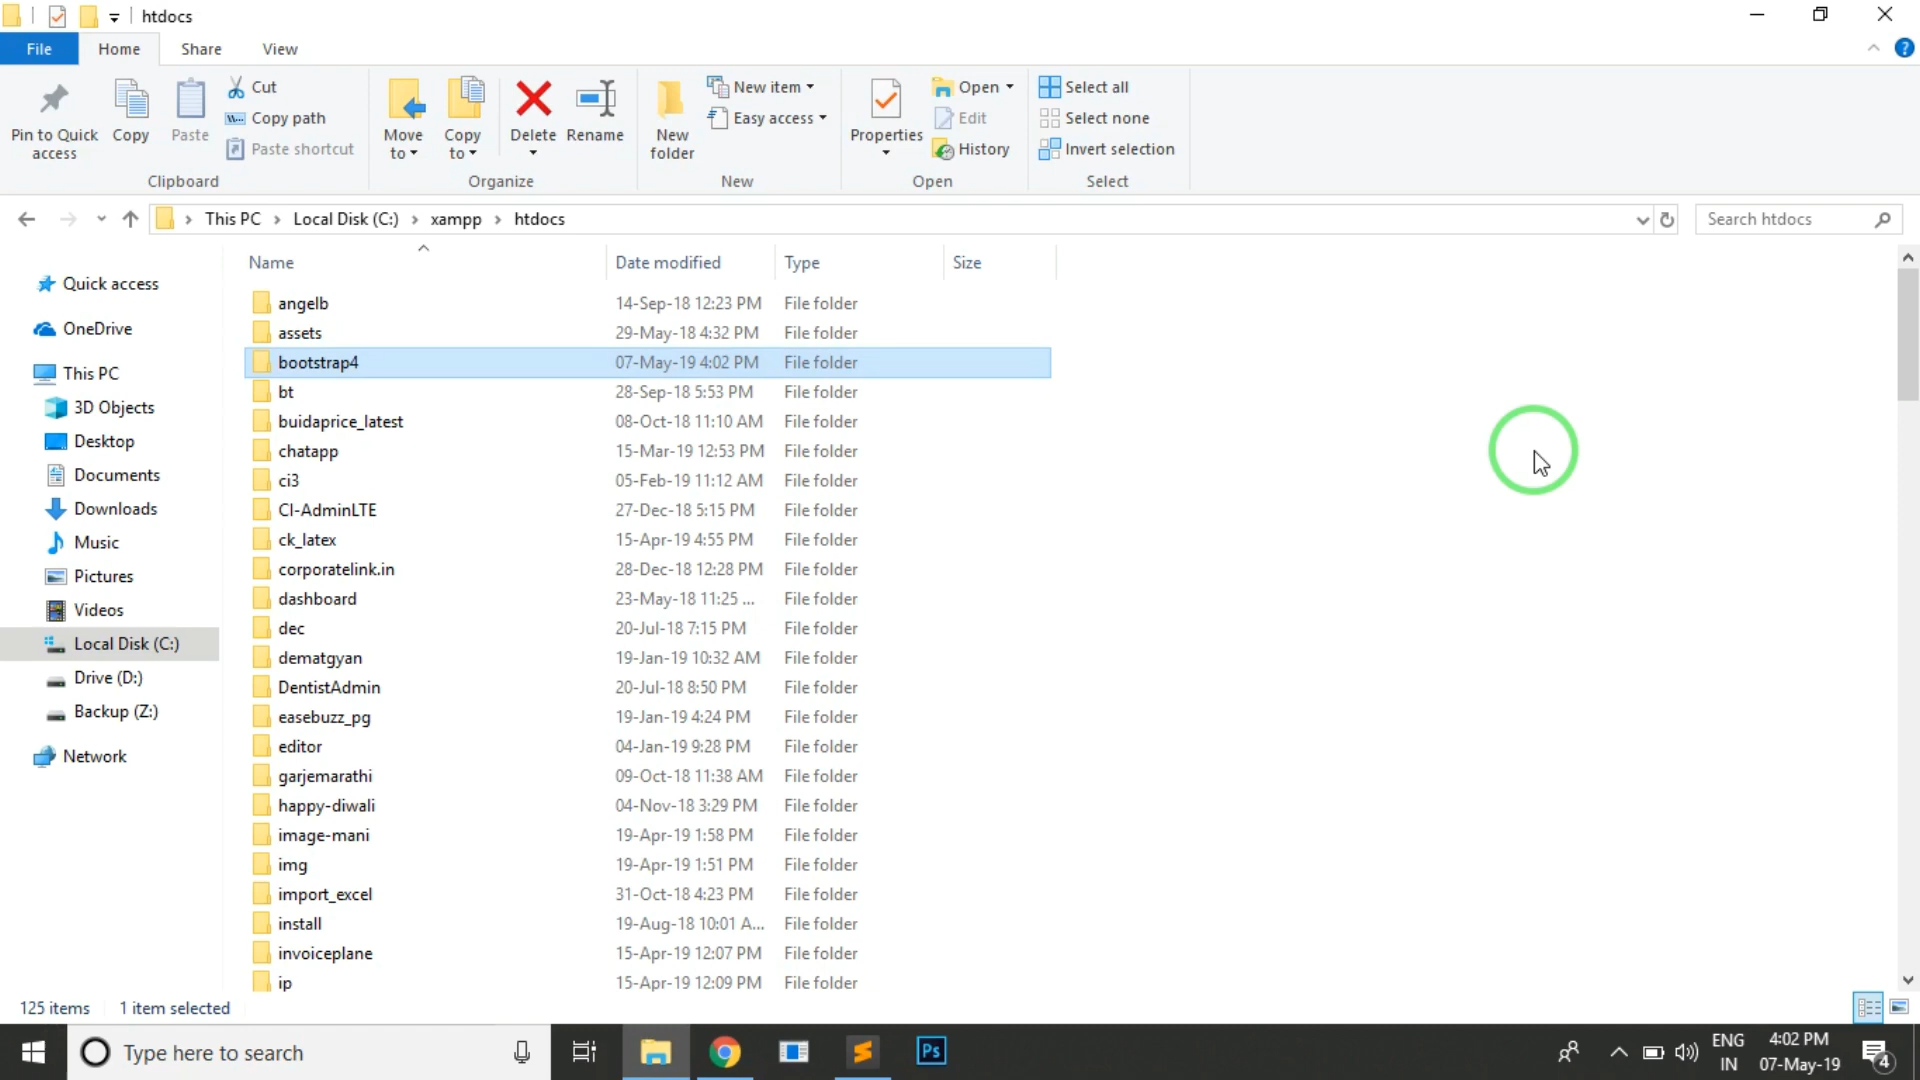 htdocs
File Home Share View
Pin to Quick access
Copy
Paste
Cut
Copy path
Paste shortcut
Clipboard
Move to
Copy to
Delete
Rename
Organize
New folder
New item
Easy access
New
Properties
Open
Edit
History
Open
Select all
Select none
Invert selection
Select
This PC Local Disk (C:) xampp htdocs
Search htdocs
Quick access
OneDrive
This PC
3D Objects
Desktop
Documents
Downloads
Music
Pictures
Videos
Local Disk (C:)
Drive (D:)
Backup (Z:)
Network
Name Date modified Type Size
angelb 14-Sep-18 12:23 PM File folder
assets 29-May-18 4:32 PM File folder
bootstrap4 07-May-19 4:02 PM File folder
bt 28-Sep-18 5:53 PM File folder
buidaprice_latest 08-Oct-18 11:10 AM File folder
chatapp 15-Mar-19 12:53 PM File folder
ci3 05-Feb-19 11:12 AM File folder
CI-AdminLTE 27-Dec-18 5:15 PM File folder
ck_latex 15-Apr-19 4:55 PM File folder
corporatelink.in 28-Dec-18 12:28 PM File folder
dashboard 23-May-18 11:25 ... File folder
dec 20-Jul-18 7:15 PM File folder
dematgyan 19-Jan-19 10:32 AM File folder
DentistAdmin 20-Jul-18 8:50 PM File folder
easebuzz_pg 19-Jan-19 4:24 PM File folder
editor 04-Jan-19 9:28 PM File folder
garjemarathi 09-Oct-18 11:38 AM File folder
happy-diwali 04-Nov-18 3:29 PM File folder
image-mani 19-Apr-19 1:58 PM File folder
img 19-Apr-19 1:51 PM File folder
import_excel 31-Oct-18 4:23 PM File folder
install 19-Aug-18 10:01 A... File folder
invoiceplane 15-Apr-19 12:07 PM File folder
ip 15-Apr-19 12:09 PM File folder
125 items 1 item selected
Type here to search
Ps
ENG
IN
4:02 PM
07-May-19
4